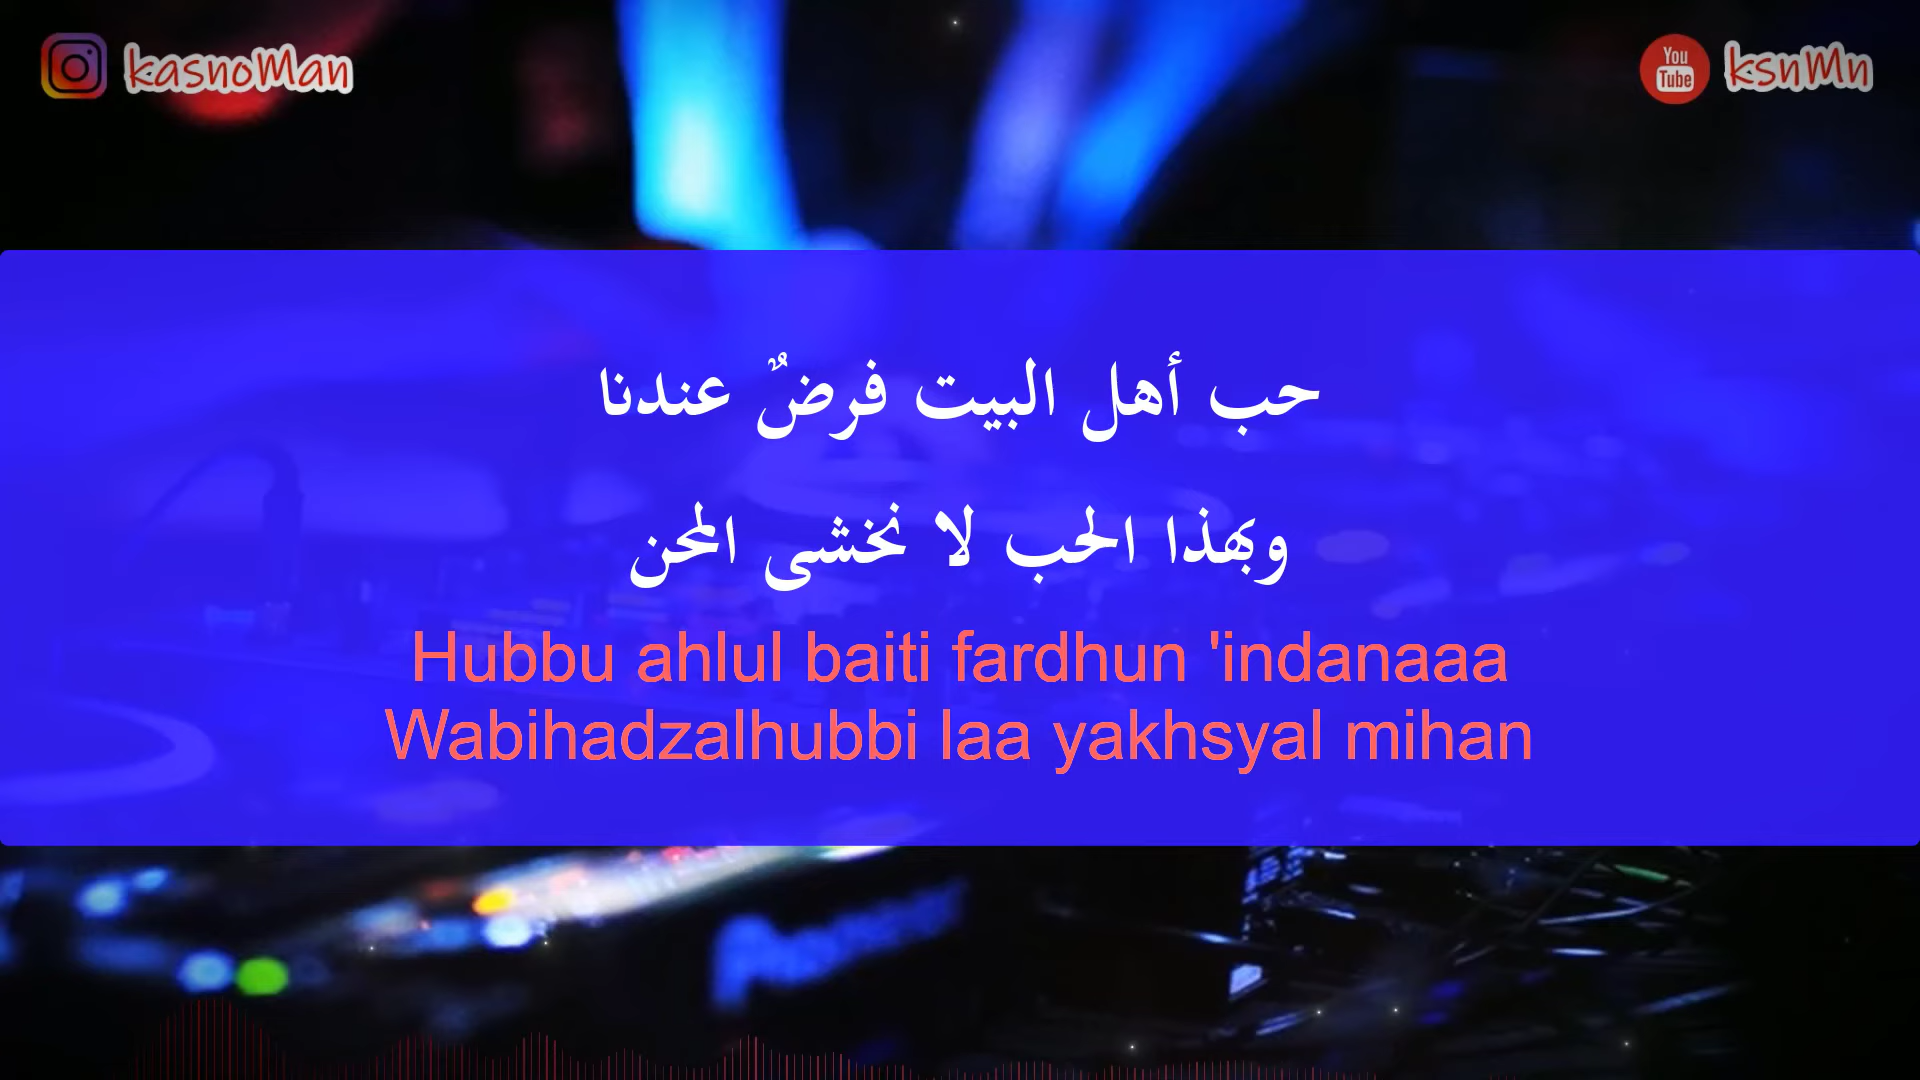 kasnoMan
You
Tube
ksnMn
حب أهل البيت فرضٌ عندنا
وبهذا الحب لا نخشى المحن
Hubbu ahlul baiti fardhun 'indanaaa
Wabihadzalhubbi laa yakhsyal mihan